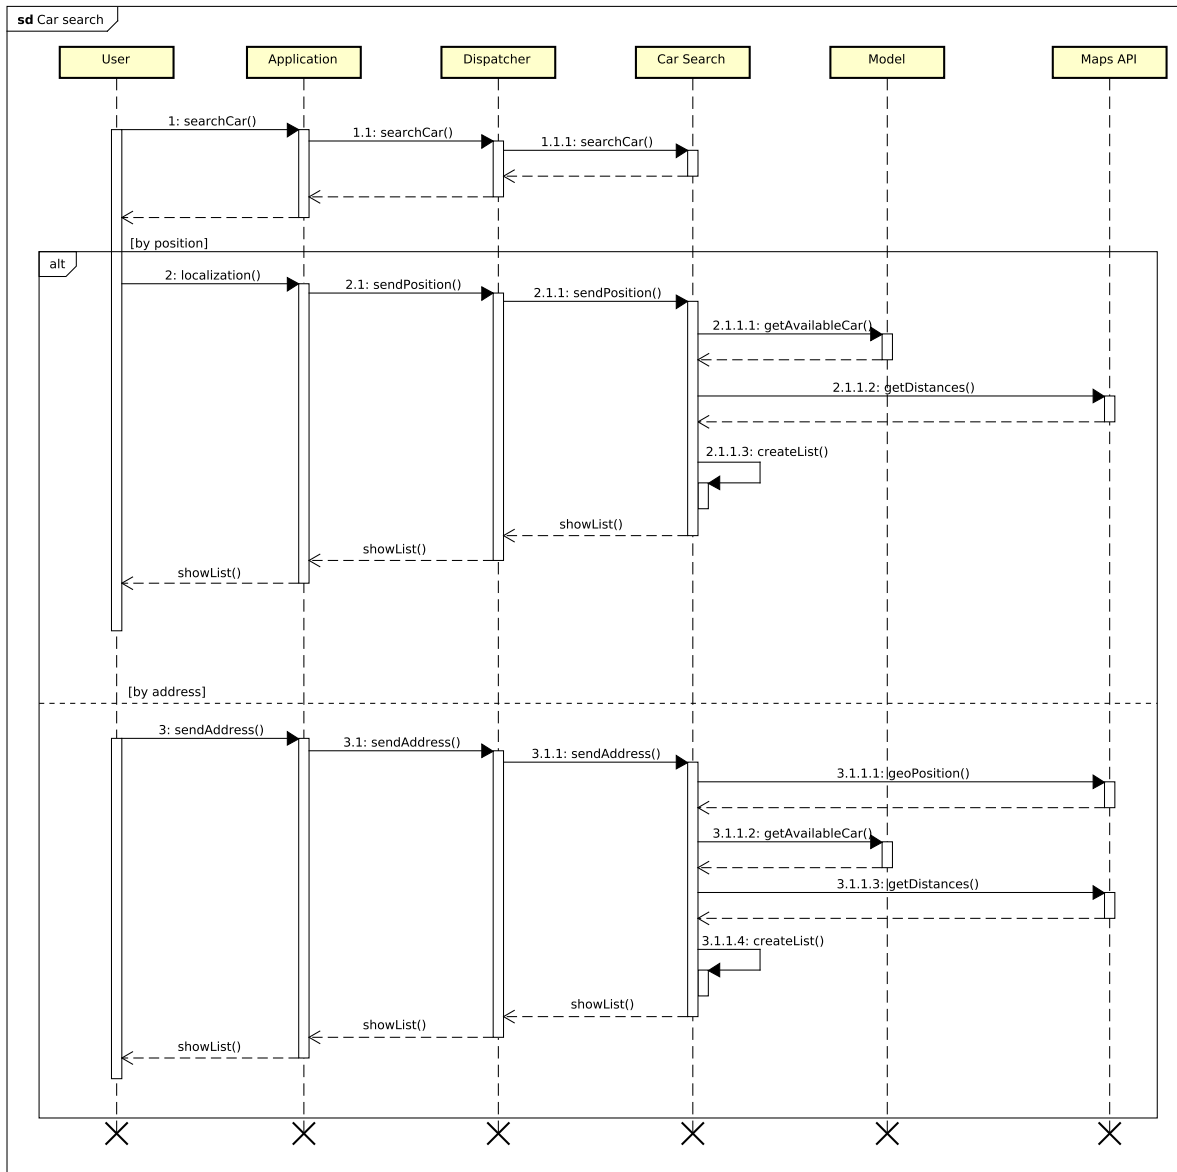 sd Car search
User
Application
Dispatcher
Car Search
Model
Maps API
1: searchCar()
1.1: searchCar()
1.1.1: searchCar()
[by position]
alt
2: localization()
2.1: sendPosition()
2.1.1: sendPosition()
2.1.1.1: getAvailableCar()
2.1.1.2: getDistances()
2.1.1.3: createList()
showList()
showList()
showList()
[by address]
3: sendAddress()
3.1: sendAddress()
3.1.1: sendAddress()
3.1.1.1: geoPosition()
3.1.1.2: getAvailableCar()
3.1.1.3: getDistances()
3.1.1.4: createList()
showList()
showList()
showList()